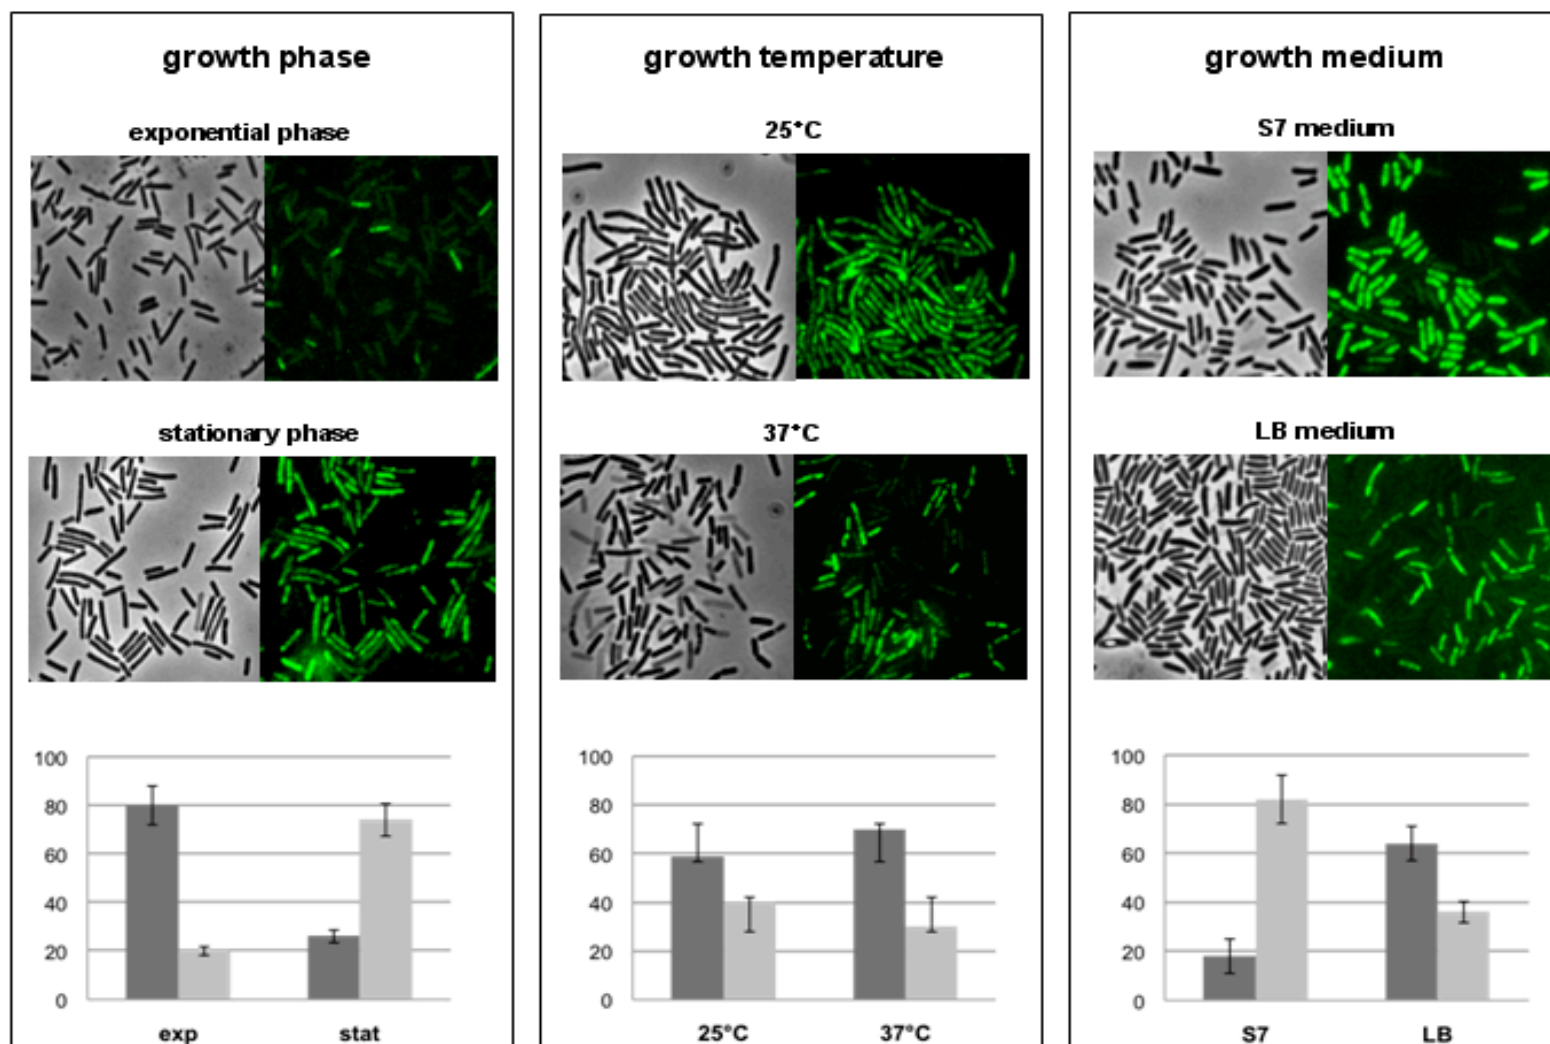 growth phase
exponential phase
stationary phase
100
80
60
40
20
0
exp stat
growth temperature
25°C
37°C
100
80
60
40
20
0
25°C 37°C
growth medium
S7 medium
LB medium
100
80
60
40
20
0
S7 LB